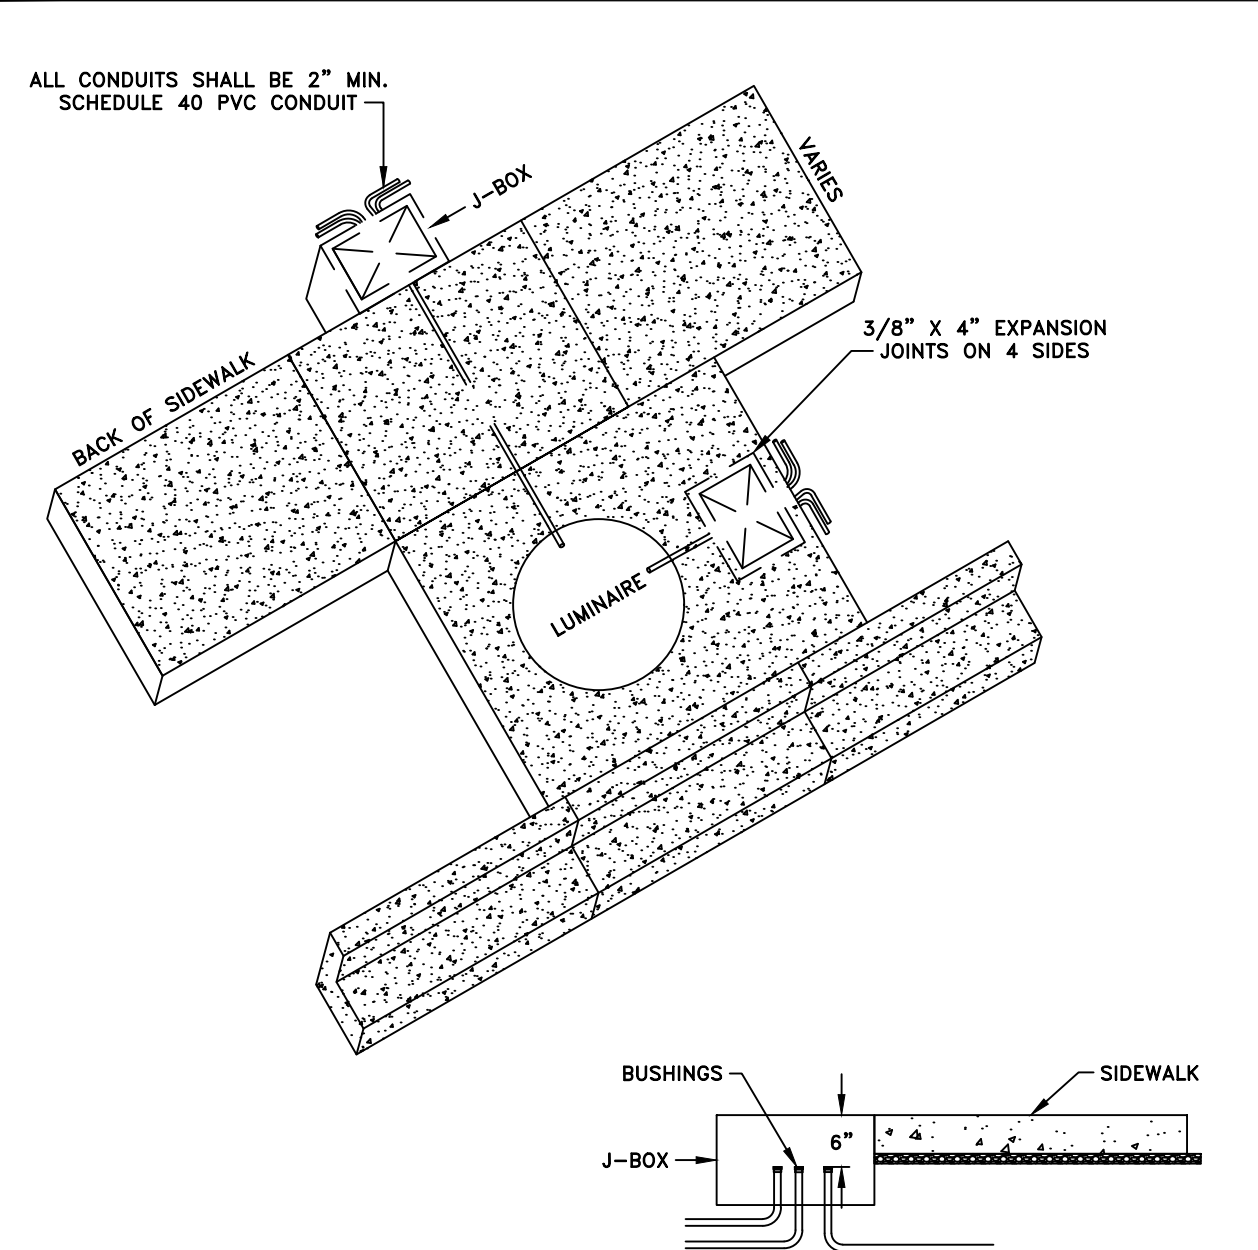 ALL CONDUITS SHALL BE 2” MIN.
SCHEDULE 40 PVC CONDUIT
J-BOX
VARIES
3/8” X 4” EXPANSION
JOINTS ON 4 SIDES
BACK OF SIDEWALK
LUMINAIRE
BUSHINGS
SIDEWALK
6”
J-BOX